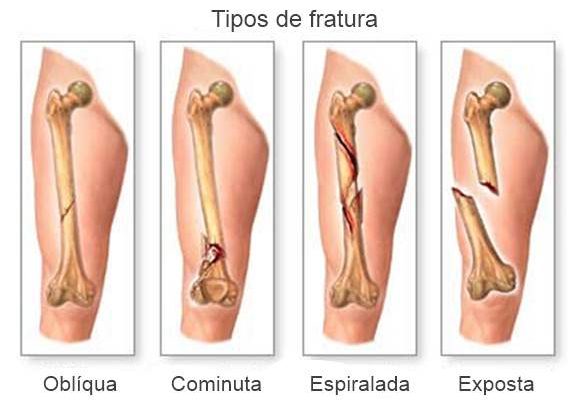 Tipos de fratura
Oblíqua
Cominuta
Espiralada
Exposta